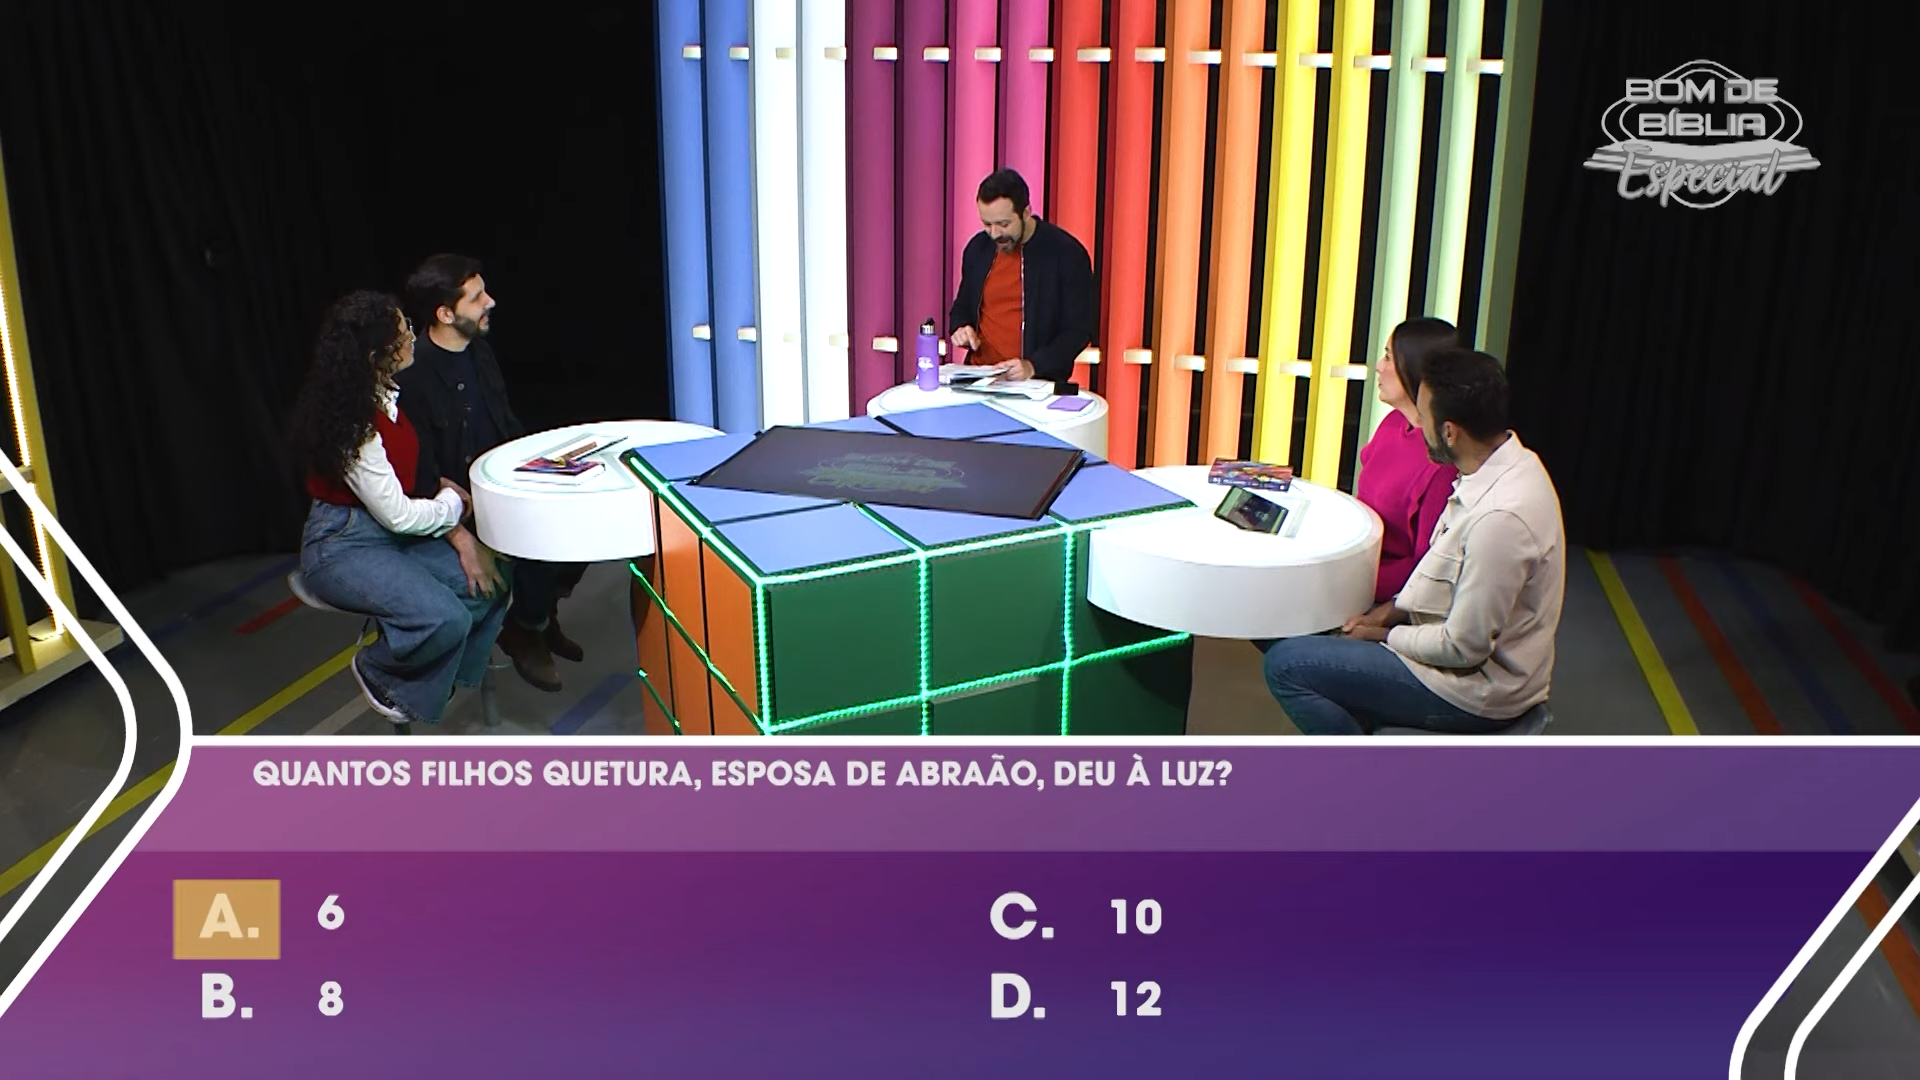 BOM DE
BÍBLIA
Especial
QUANTOS FILHOS QUETURA, ESPOSA DE ABRAÃO, DEU À LUZ?
A. 6
B. 8
C. 10
D. 12